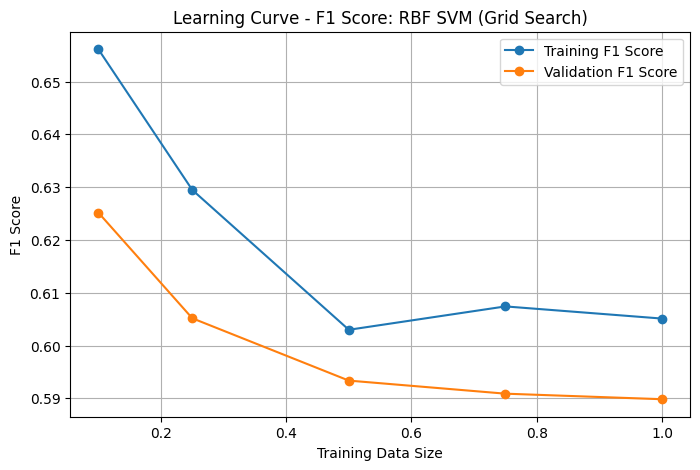 Learning Curve - F1 Score: RBF SVM (Grid Search)
Training F1 Score
Validation F1 Score
F1 Score
0.65
0.64
0.63
0.62
0.61
0.60
0.59
0.2 0.4 0.6 0.8 1.0
Training Data Size